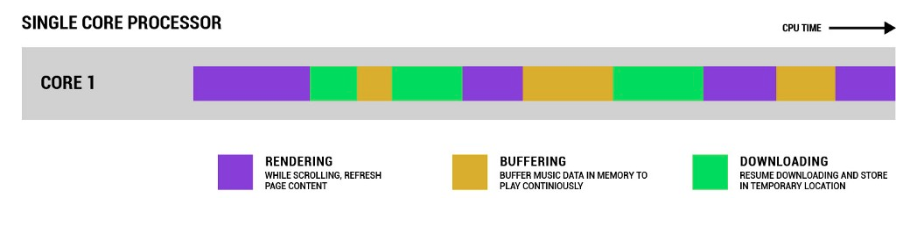 SINGLE CORE PROCESSOR
CPU TIME
CORE 1
RENDERING
WHILE SCROLLING, REFRESH
PAGE CONTENT
BUFFERING
BUFFER MUSIC DATA IN MEMORY TO
PLAY CONTINIOUSLY
DOWNLOADING
RESUME DOWNLOADING AND STORE
IN TEMPORARY LOCATION